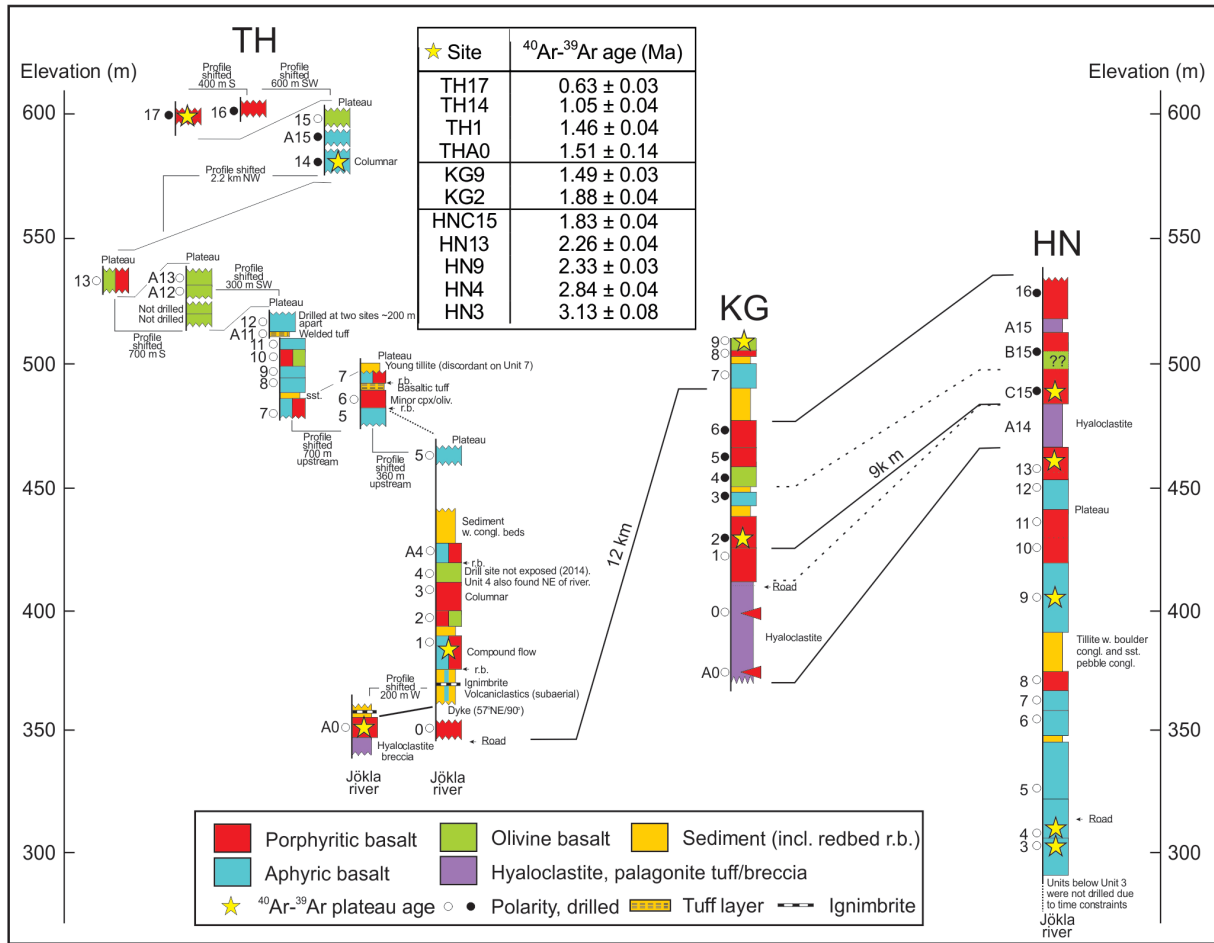 TH
Elevation (m)
600
550
500
450
400
350
300
Profile
shifted
400 m S
Profile
shifted
600 m SW
17
16
Plateau
15
A15
14
Columnar
Profile shifted
2.2 km NW
Plateau
13
Plateau
A13
A12
Not drilled
Not drilled
Profile
shifted
300 m SW
Profile
shifted
700 m S
Plateau
Drilled at two sites ~200 m
apart
12
A11
Welded tuff
11
10
9
8
sst.
7
Profile
shifted
700 m
upstream
Plateau
Young tillite (discordant on Unit 7)
7
r.b.
Basaltic tuff
6
Minor cpx/oliv.
r.b.
5
Profile
shifted
360 m
upstream
Plateau
5
Sediment
w. congl. beds
A4
r.b.
Drill site not exposed (2014).
4
Unit 4 also found NE of river.
3
Columnar
2
1
Compound flow
r.b.
Ignimbrite
Volcaniclastics (subaerial)
Dyke (57°NE/90°)
0
Road
Profile
shifted
200 m W
A0
Hyaloclastite
breccia
Jökla
river
Jökla
river
Site
40Ar-39Ar age (Ma)
TH17 0.63 ± 0.03
TH14 1.05 ± 0.04
TH1 1.46 ± 0.04
THA0 1.51 ± 0.14
KG9 1.49 ± 0.03
KG2 1.88 ± 0.04
HNC15 1.83 ± 0.04
HN13 2.26 ± 0.04
HN9 2.33 ± 0.03
HN4 2.84 ± 0.04
HN3 3.13 ± 0.08
12 km
KG
9
8
7
6
5
4
3
2
1
Road
0
Hyaloclastite
A0
9k m
HN
16
A15
B15
??
C15
A14
Hyaloclastite
13
12
Plateau
11
10
9
Tillite w. boulder
congl. and sst.
pebble congl.
8
7
6
5
Road
4
3
Units below Unit 3
were not drilled due
to time constraints
Jökla
river
Elevation (m)
600
550
500
450
400
350
300
Porphyritic basalt
Olivine basalt
Sediment (incl. redbed r.b.)
Aphyric basalt
Hyaloclastite, palagonite tuff/breccia
40Ar-39Ar plateau age
Polarity, drilled
Tuff layer
Ignimbrite